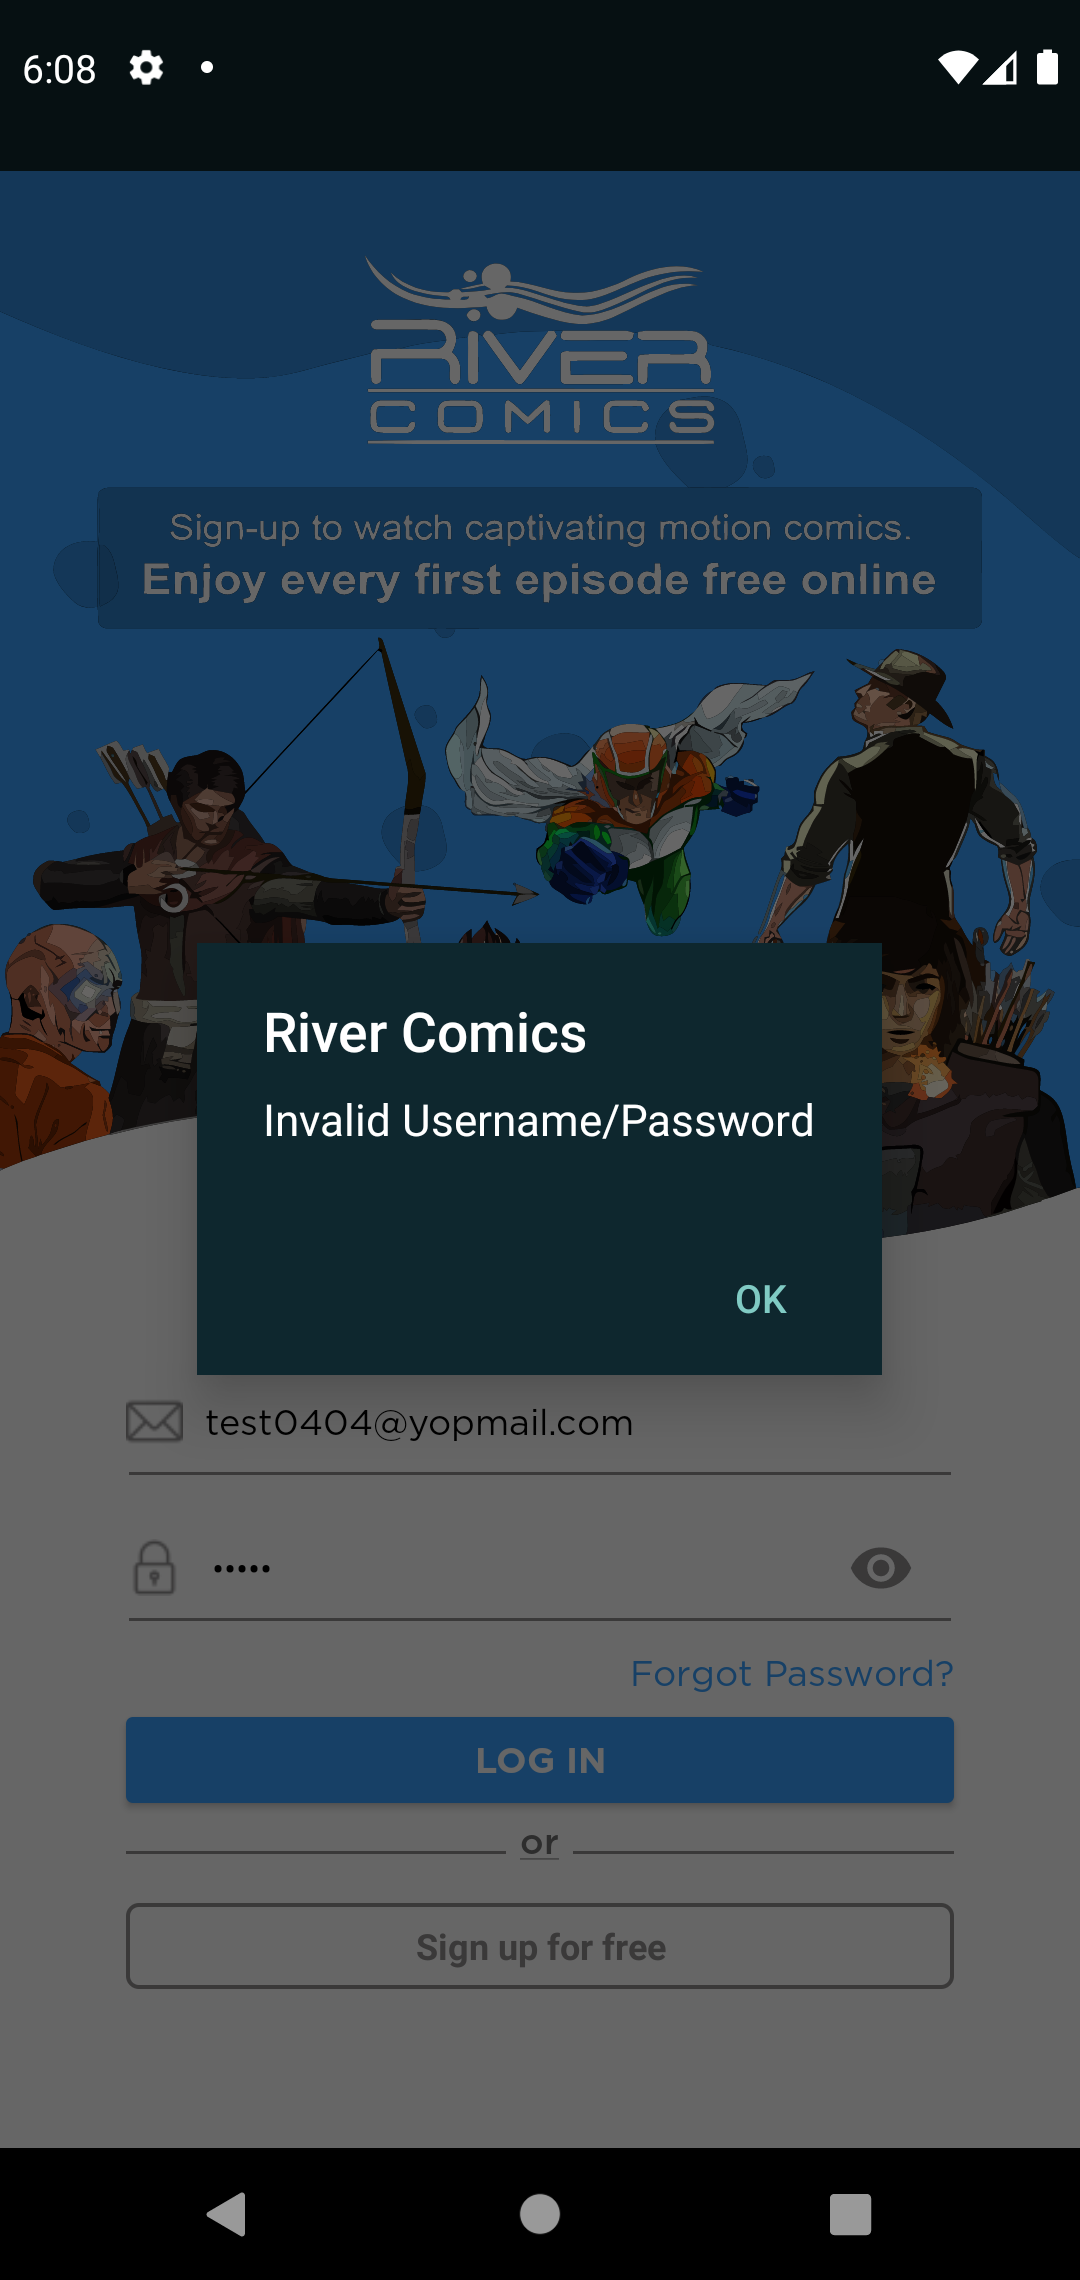 6:08
RiVER
COMICS
Sign-up to watch captivating motion comics.
Enjoy every first episode free online
River Comics
Invalid Username/Password
OK
test0404@yopmail.com
•••••
Forgot Password?
LOG IN
or
Sign up for free